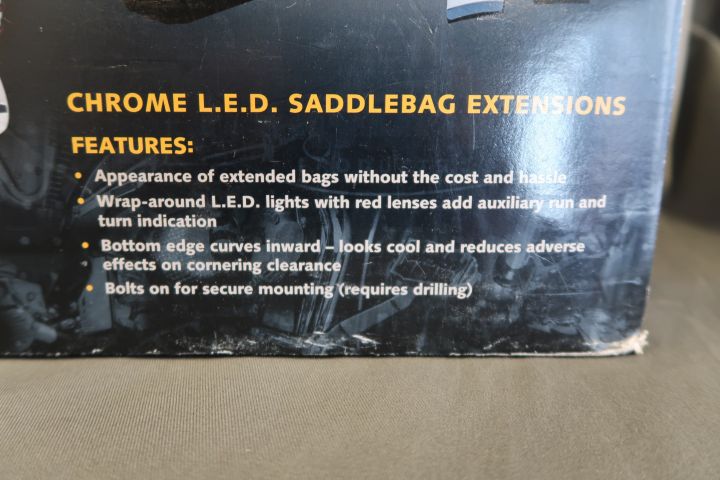 CHROME L.E.D. SADDLEBAG EXTENSIONS
FEATURES:
• Appearance of extended bags without the cost and hassle
• Wrap-around L.E.D. lights with red lenses add auxiliary run and
turn indication
• Bottom edge curves inward – looks cool and reduces adverse
effects on cornering clearance
• Bolts on for secure mounting (requires drilling)